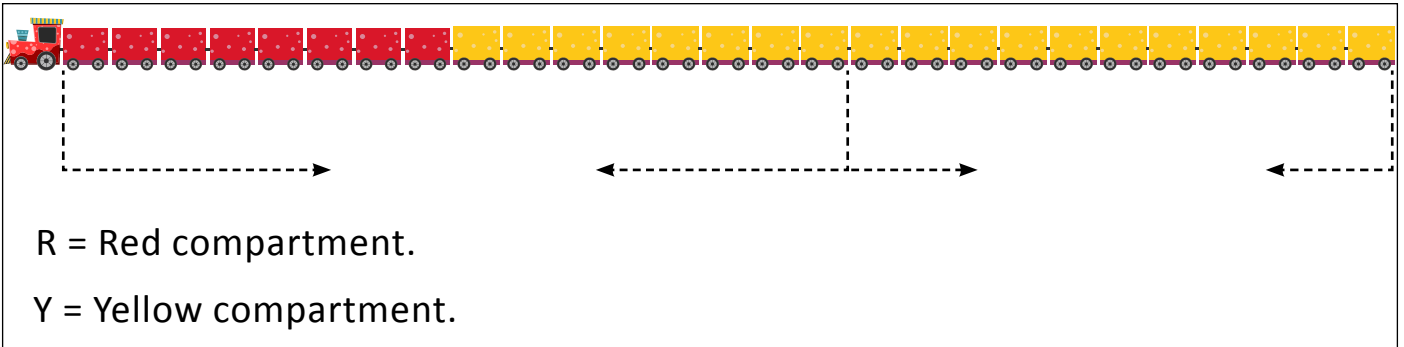 R = Red compartment.
Y = Yellow compartment.